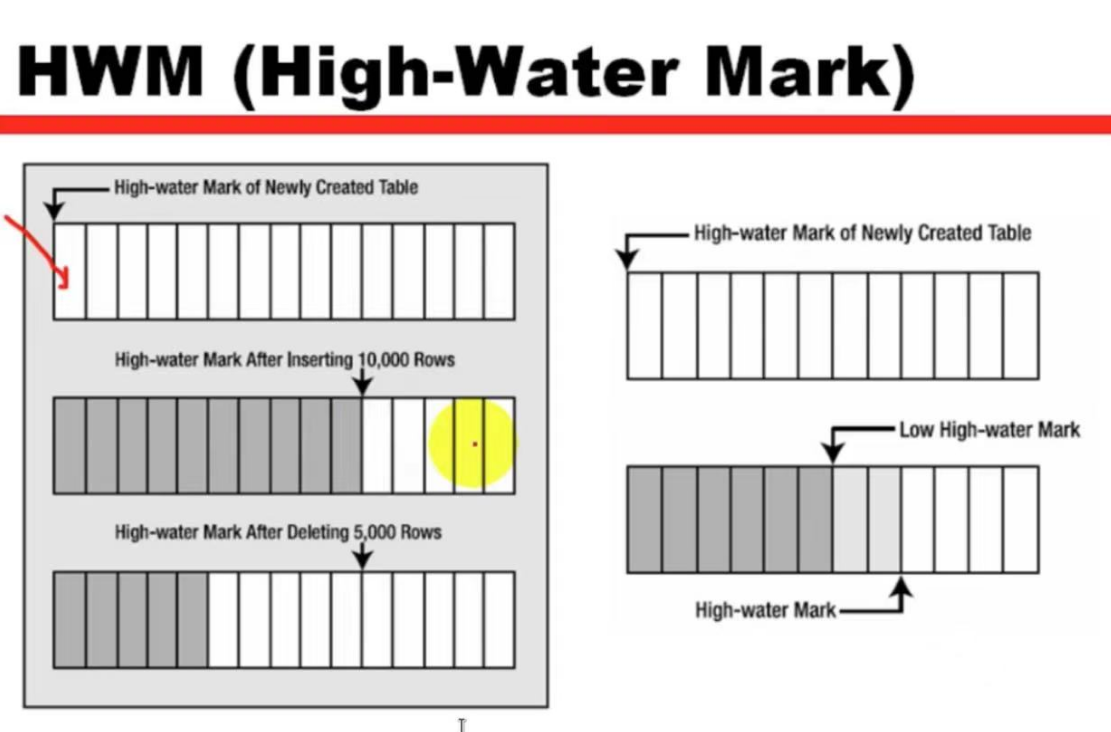 HWM (High-Water Mark)
High-water Mark of Newly Created Table
High-water Mark After Inserting 10,000 Rows
High-water Mark After Deleting 5,000 Rows
High-water Mark of Newly Created Table
Low High-water Mark
High-water Mark